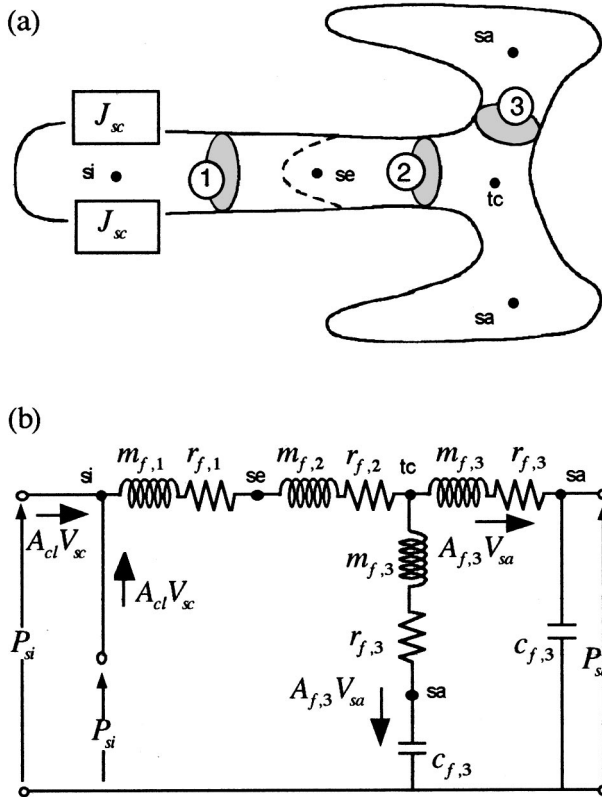 (a)
sa
J_sc
3
si
1
se
2
tc
J_sc
sa
(b)
m_f,1 r_f,1 m_f,2 r_f,2 m_f,3 r_f,3
si se tc sa
A_cl V_sc
m_f,3
A_f,3 V_sa
A_cl V_sc
r_f,3
c_f,3
P_si
sa
A_f,3 V_sa
P_si
c_f,3